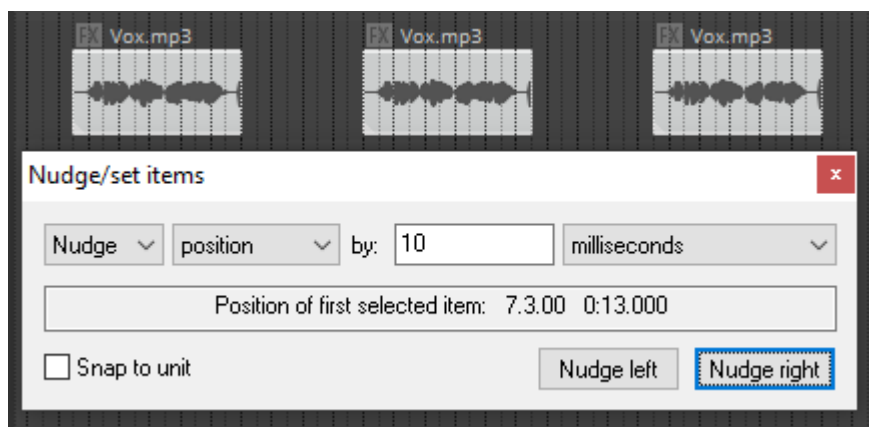 FX Vox.mp3 FX Vox.mp3 FX Vox.mp3
Nudge/set items x
Nudge position by: 10 milliseconds
Position of first selected item: 7.3.00 0:13.000
Snap to unit Nudge left Nudge right